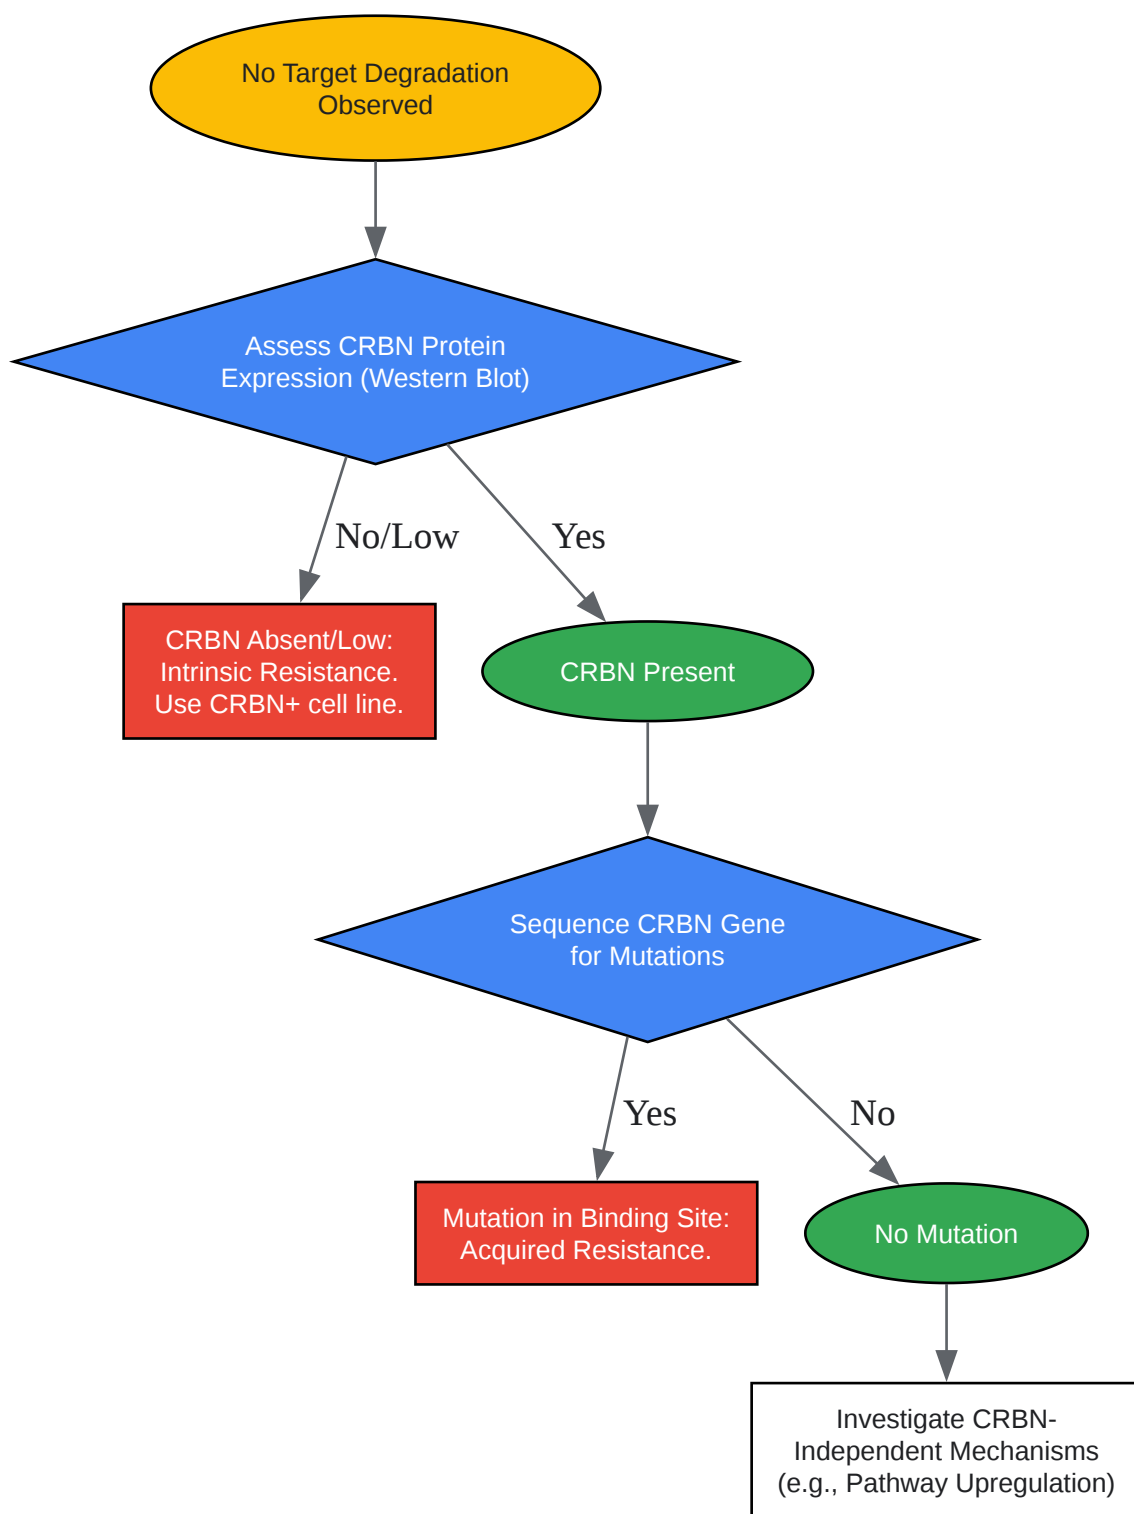 No Target Degradation
Observed
Assess CRBN Protein
Expression (Western Blot)
No/Low
Yes
CRBN Absent/Low:
Intrinsic Resistance.
Use CRBN+ cell line.
CRBN Present
Sequence CRBN Gene
for Mutations
Yes
No
Mutation in Binding Site:
Acquired Resistance.
No Mutation
Investigate CRBN-
Independent Mechanisms
(e.g., Pathway Upregulation)